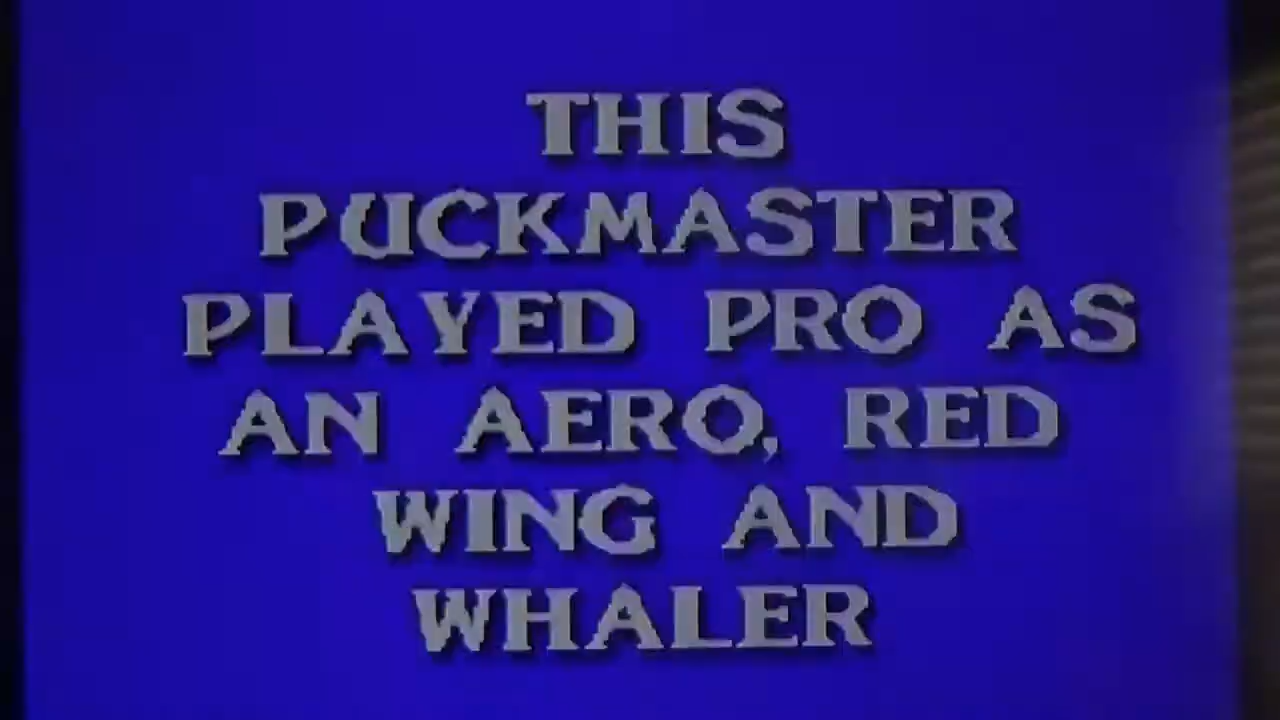 THIS
PUCKMASTER
PLAYED PRO AS
AN AERO, RED
WING AND
WHALER